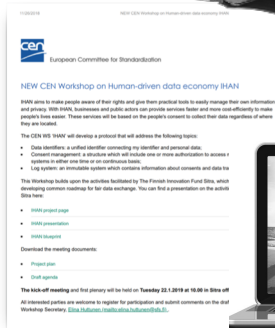 11/20/2018 NEW CEN Workshop on Human-driven data economy IHAN
cen
European Committee for Standardization
NEW CEN Workshop on Human-driven data economy IHAN
IHAN aims to make people aware of their rights and give them practical tools to easily manage their own information
and privacy. With IHAN, businesses and public actors can provide services faster and more cost-efficiently to make
people's lives easier. These services will be based on the people's consent to collect their data regardless of where
they are located.
The CEN WS 'IHAN' will develop a protocol that will address the following topics:
• Data identifiers: a unified identifier connecting my identifier and personal data;
• Consent management: a structure which will include one or more authorization to access
systems in either one time or on continuous basis;
• Log system: an immutable system which contains information about consents and data
This Workshop builds upon the activities facilitated by The Finnish Innovation Fund Sitra, which
developing common roadmap for fair data exchange. You can find a presentation on the
Sitra here:
• IHAN project page
• IHAN presentation
• IHAN blueprint
Download the meeting documents:
• Project plan
• Draft agenda
The kick-off meeting and first plenary will be held on Tuesday 22.1.2019 at 10.00 in Sitra
All interested parties are welcome to register for participation and submit comments on the
Workshop Secretary, Elina Huttunen (mailto:elina.huttunen@sfs.fi)